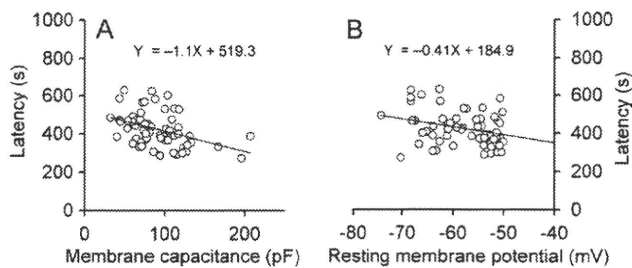 A
B
Y = –1.1X + 519.3
Y = –0.41X + 184.9
Latency (s)
1000
800
600
400
200
0
0
100
200
Membrane capacitance (pF)
-80
-70
-60
-50
-40
Resting membrane potential (mV)
1000
800
600
400
200
0
Latency (s)